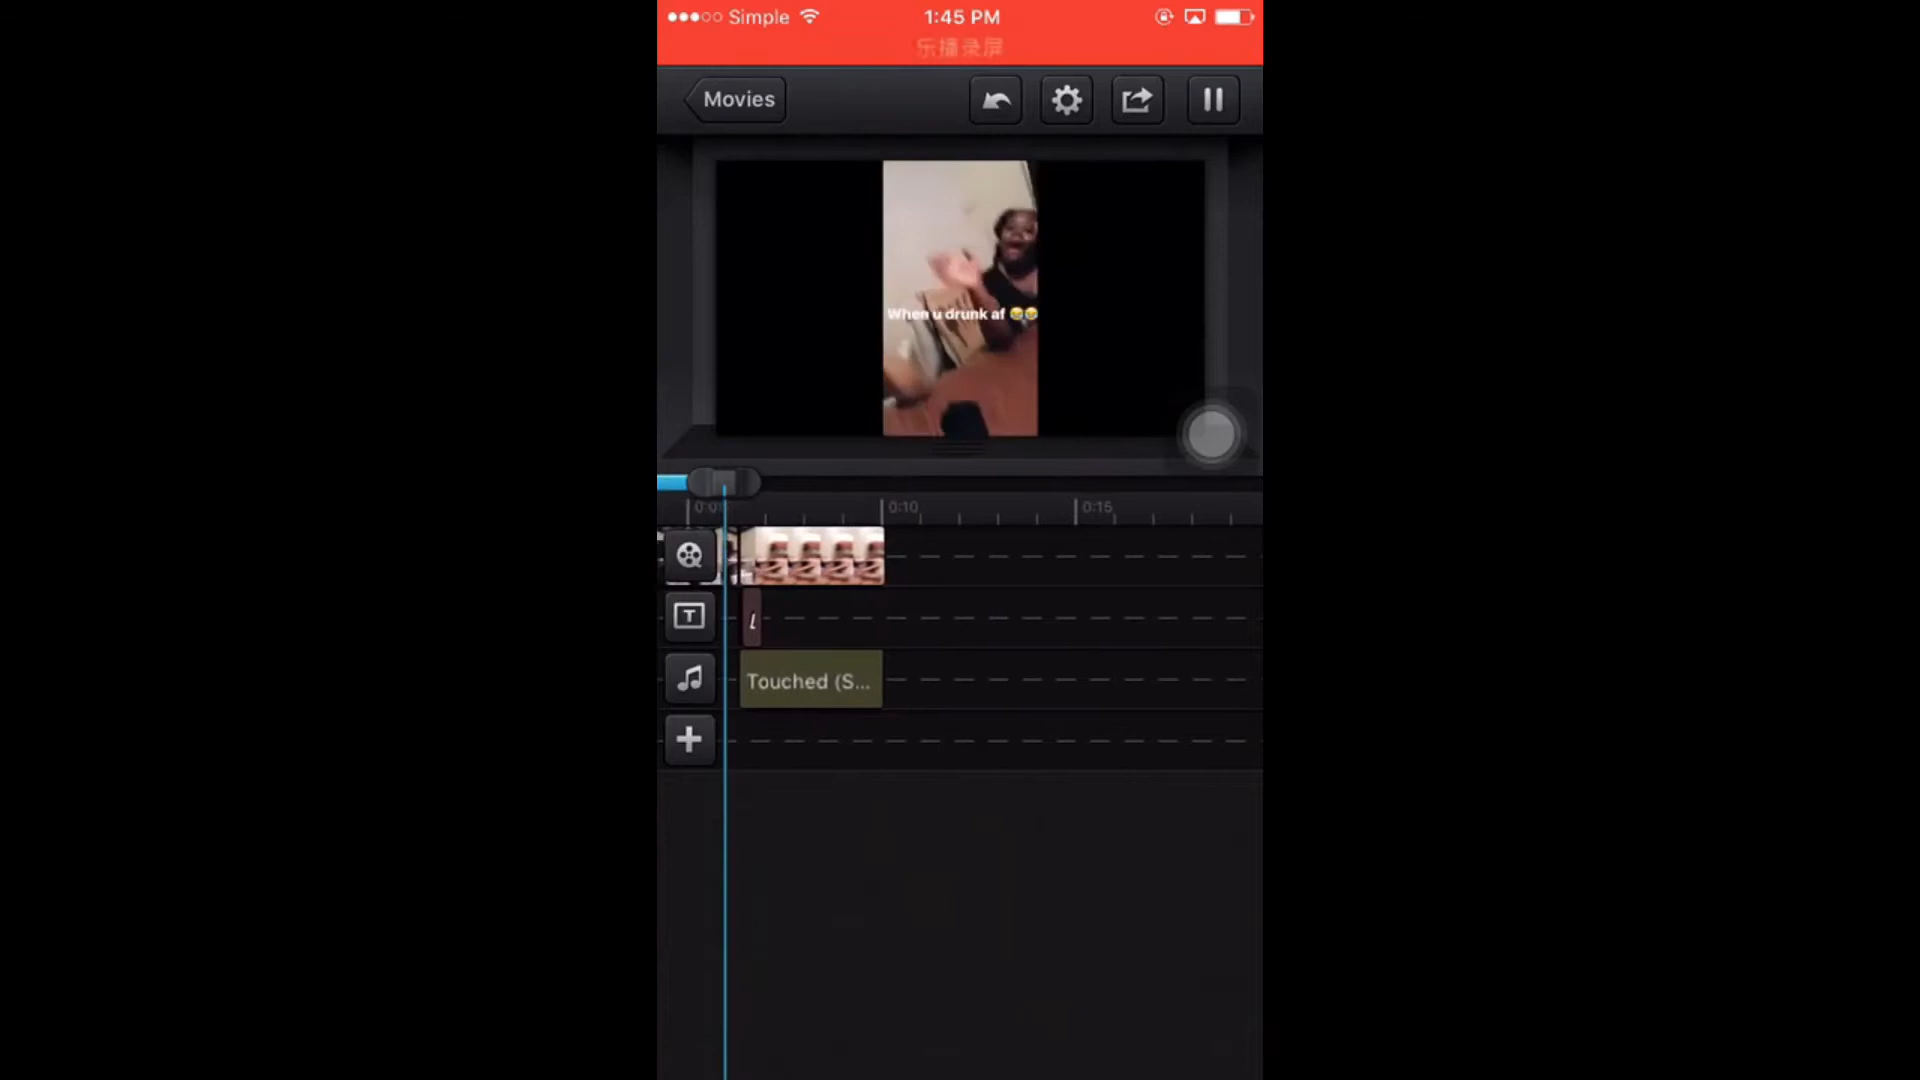 Simple
1:45 PM
乐播录屏
Movies
When u drunk af 😂😂
0:10
0:15
T
Touched (S...